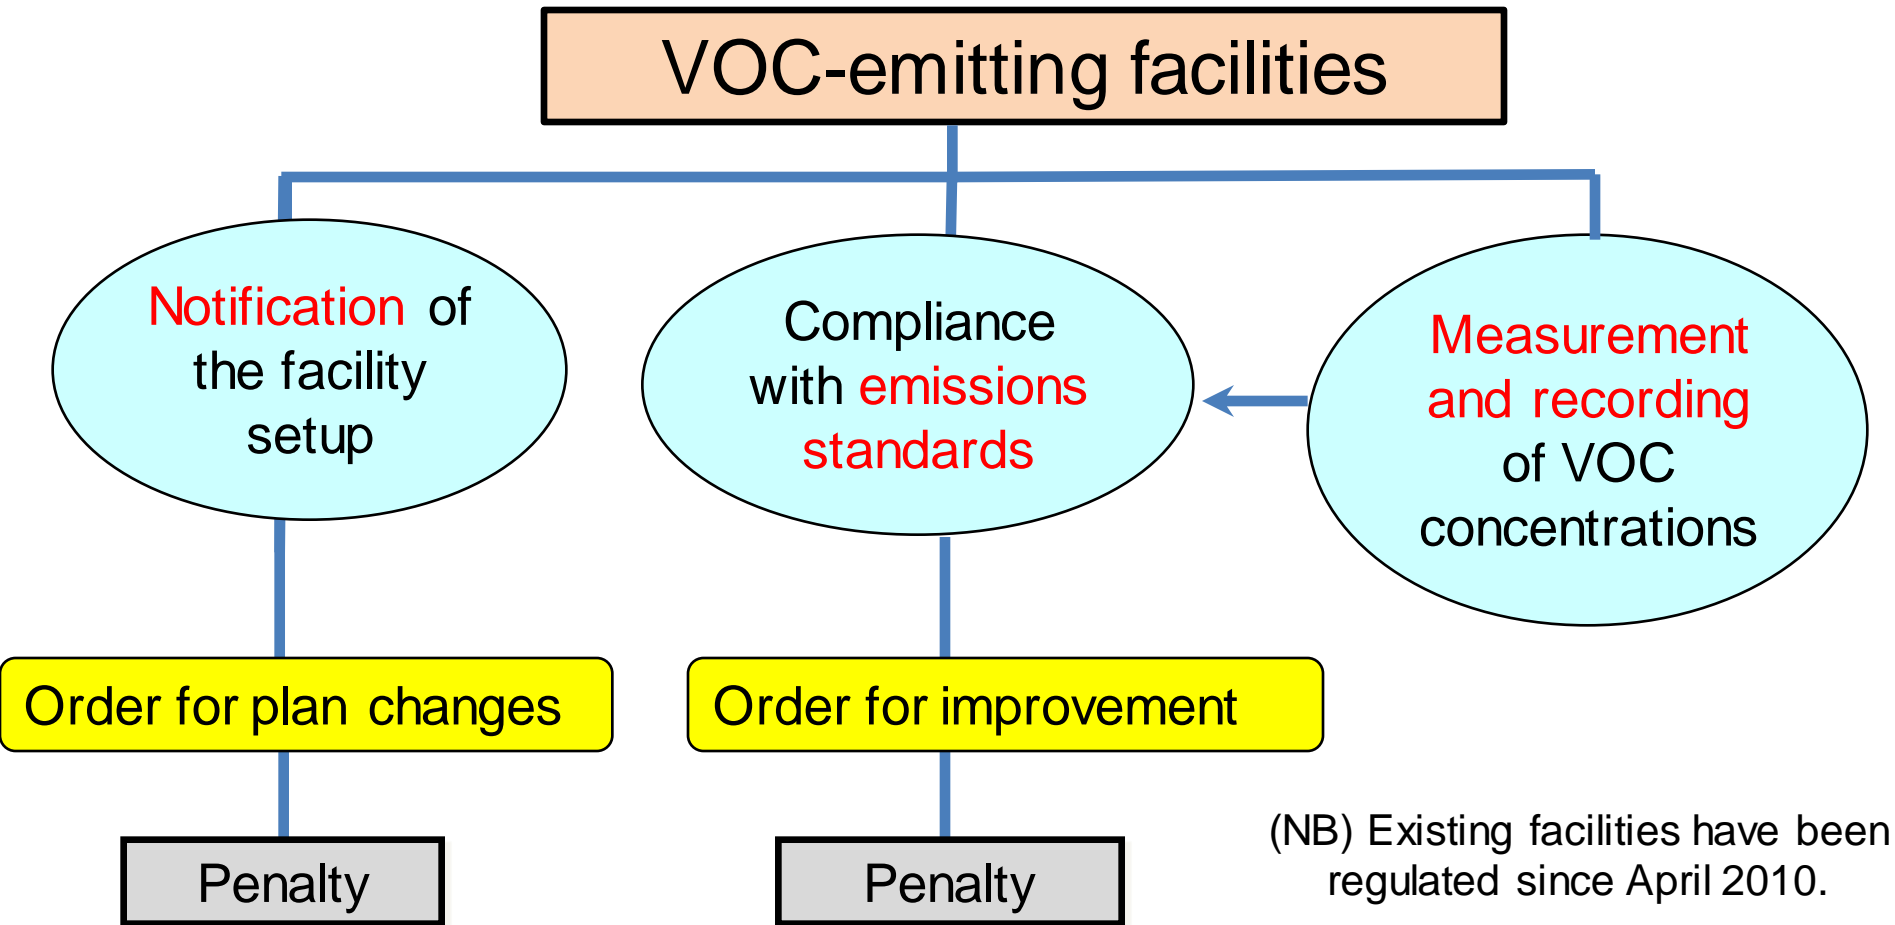 VOC-emitting facilities
Notification of
the facility
setup
Compliance
with emissions
standards
Measurement
and recording
of VOC
concentrations
Order for plan changes
Order for improvement
Penalty
Penalty
(NB) Existing facilities have been
regulated since April 2010.